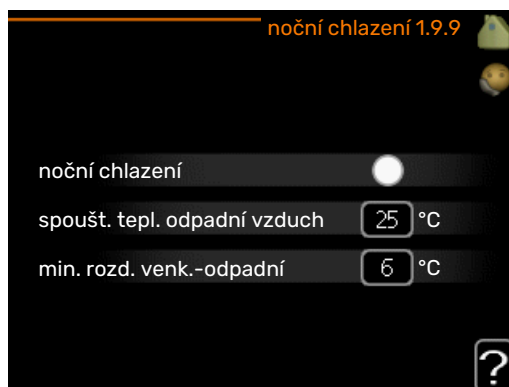 noční chlazení 1.9.9
noční chlazení
spoušt. tepl. odpadní vzduch 25 °C
min. rozd. venk.-odpadní 6 °C
?